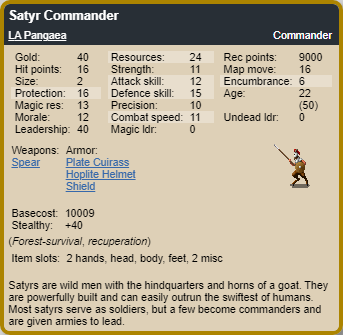 Satyr Commander
LA Pangaea Commander
Gold: 40 Resources: 24 Rec points: 9000
Hit points: 16 Strength: 11 Map move: 16
Size: 2 Attack skill: 12 Encumbrance: 6
Protection: 16 Defence skill: 15 Age: 22
Magic res: 13 Precision: 10 (50)
Morale: 12 Combat speed: 11 Undead ldr: 0
Leadership: 40 Magic ldr: 0
Weapons: Armor:
Spear Plate Cuirass
Hoplite Helmet
Shield
Basecost: 10009
Stealthy: +40
(Forest-survival, recuperation)
Item slots: 2 hands, head, body, feet, 2 misc
Satyrs are wild men with the hindquarters and horns of a goat. They
are powerfully built and can easily outrun the swiftest of humans.
Most satyrs serve as soldiers, but a few become commanders and
are given armies to lead.